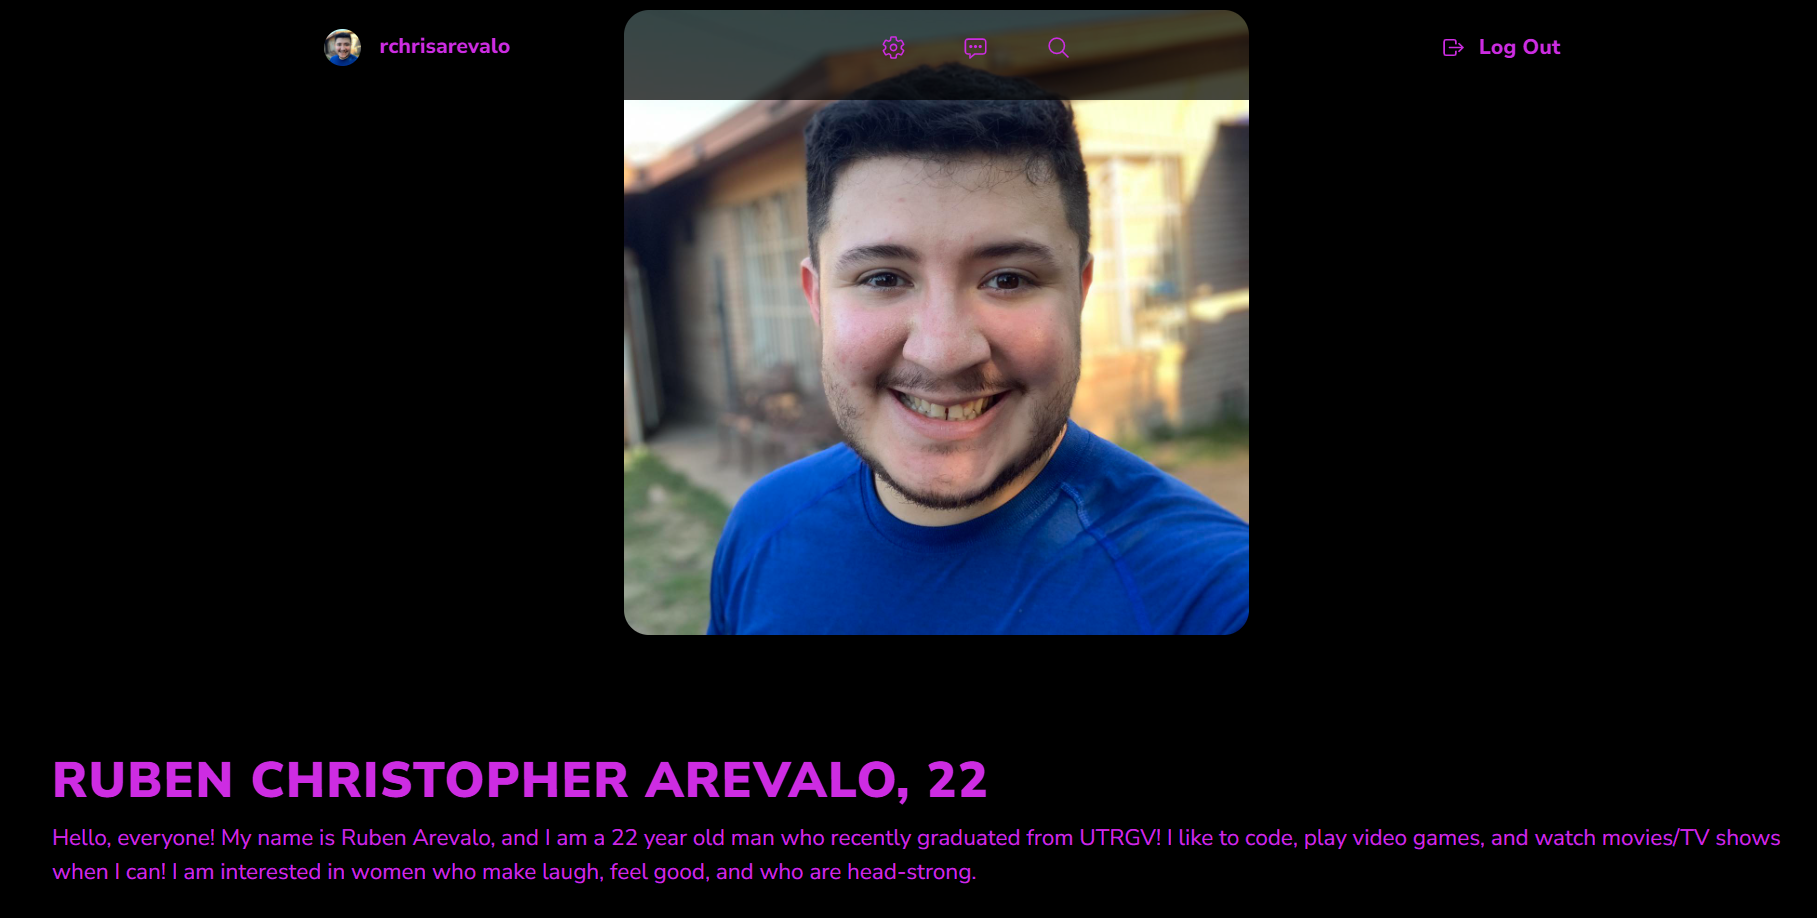 rchrisarevalo
Log Out
RUBEN CHRISTOPHER AREVALO, 22
Hello, everyone! My name is Ruben Arevalo, and I am a 22 year old man who recently graduated from UTRGV! I like to code, play video games, and watch movies/TV shows
when I can! I am interested in women who make laugh, feel good, and who are head-strong.